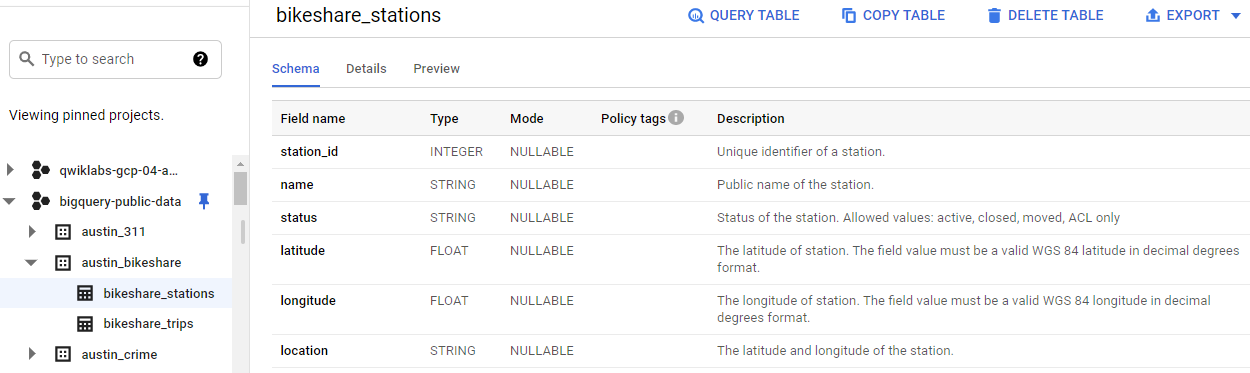 bikeshare_stations
QUERY TABLE COPY TABLE DELETE TABLE EXPORT
Type to search ?
Viewing pinned projects.
qwiklabs-gcp-04-a...
bigquery-public-data
austin_311
austin_bikeshare
bikeshare_stations
bikeshare_trips
austin_crime
Schema Details Preview
Field name Type Mode Policy tags i Description
station_id INTEGER NULLABLE Unique identifier of a station.
name STRING NULLABLE Public name of the station.
status STRING NULLABLE Status of the station. Allowed values: active, closed, moved, ACL only
latitude FLOAT NULLABLE The latitude of station. The field value must be a valid WGS 84 latitude in decimal degrees
format.
longitude FLOAT NULLABLE The longitude of station. The field value must be a valid WGS 84 longitude in decimal
degrees format.
location STRING NULLABLE The latitude and longitude of the station.